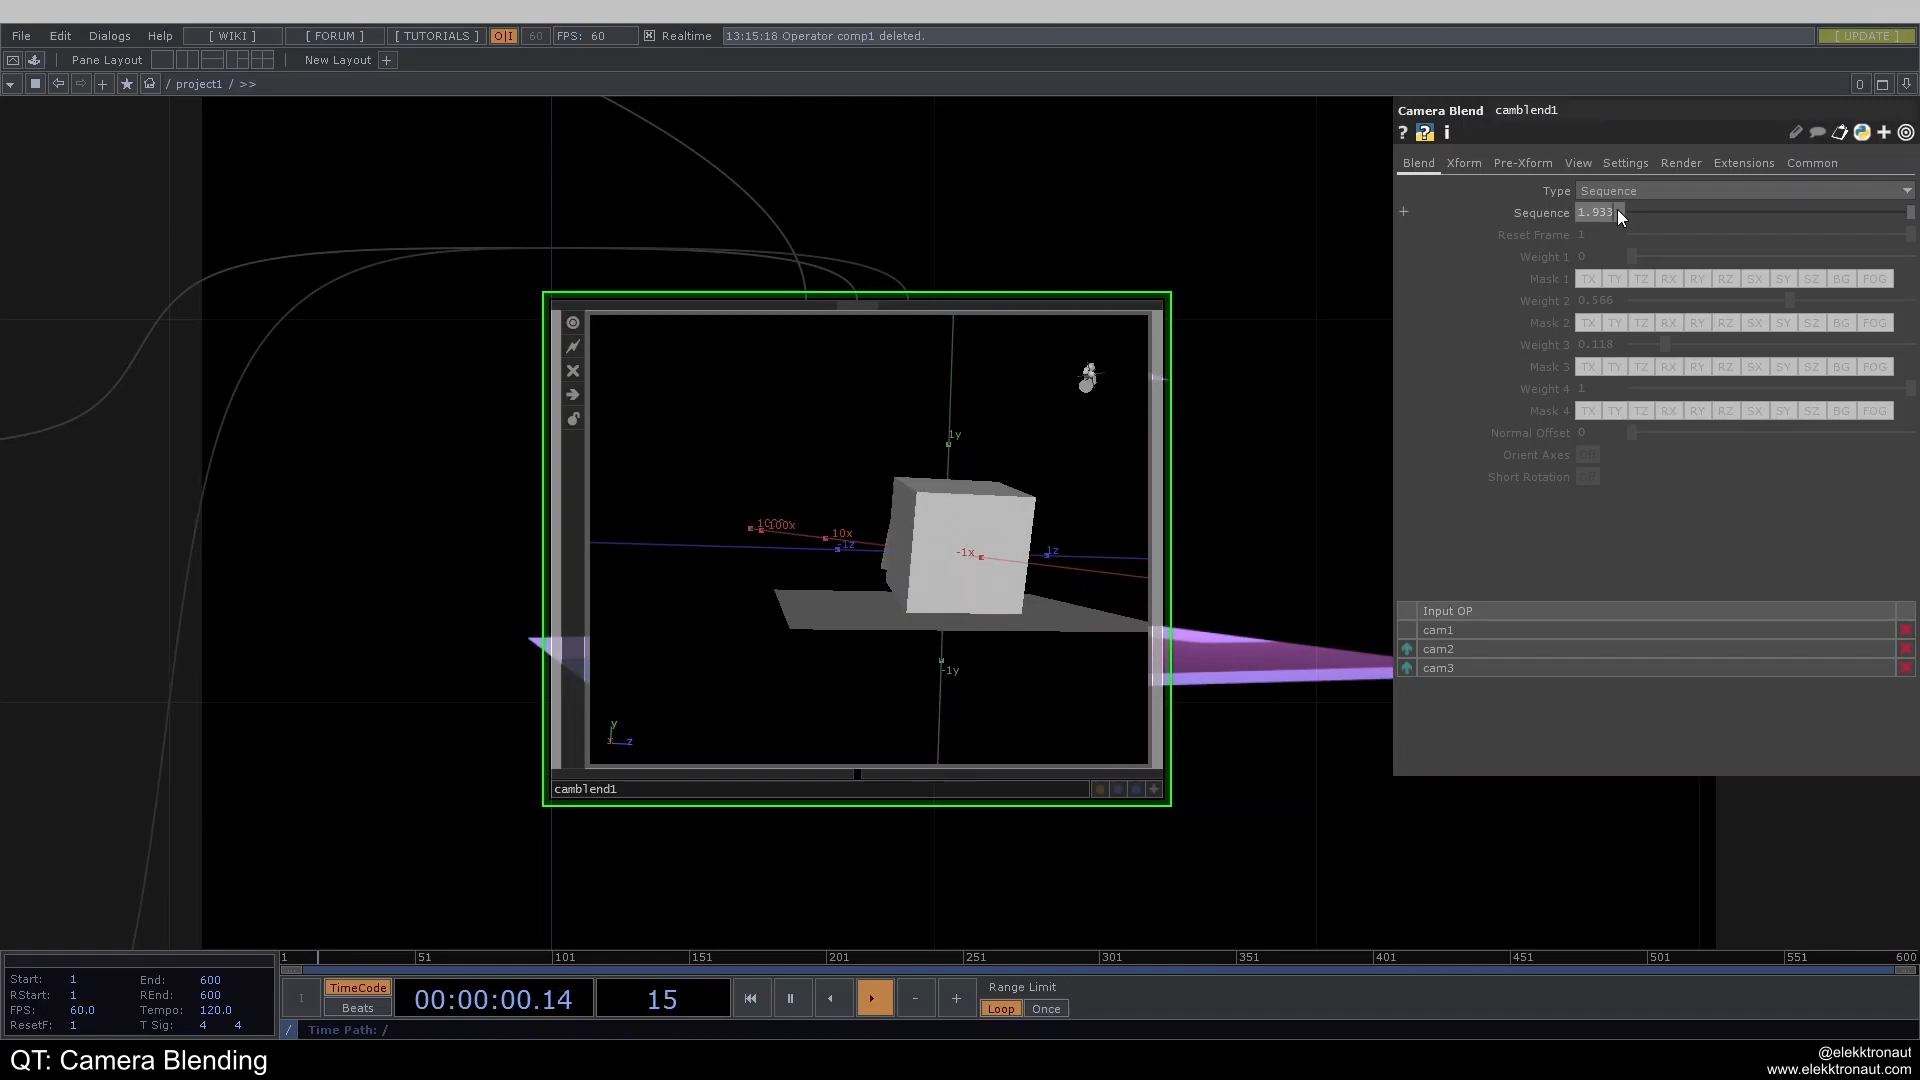 File Edit Dialogs Help [ WIKI ] [ FORUM ] [ TUTORIALS ] O|I 60 FPS: 60 Realtime 13:15:18 Operator comp1 deleted. [ UPDATE ]
Pane Layout New Layout +
/ project1 / >> 0
Camera Blend camblend1
? ? i
Blend Xform Pre-Xform View Settings Render Extensions Common
Type Sequence
+ Sequence 1.933
Reset Frame 1
Weight 1 0
Mask 1 TX TY TZ RX RY RZ SX SY SZ BG FOG
Weight 2 0.566
Mask 2 TX TY TZ RX RY RZ SX SY SZ BG FOG
Weight 3 0.118
Mask 3 TX TY TZ RX RY RZ SX SY SZ BG FOG
Weight 4 1
Mask 4 TX TY TZ RX RY RZ SX SY SZ BG FOG
Normal Offset 0
Orient Axes Off
Short Rotation Off
Input OP
cam1
cam2
cam3
1y
100x
10x
-1z
-1x
1z
-1y
y
z
camblend1
1 51 101 151 201 251 301 351 401 451 501 551 600
Start: 1 End: 600
RStart: 1 REnd: 600
FPS: 60.0 Tempo: 120.0
ResetF: 1 T Sig: 4 4
I TimeCode Beats 00:00:00.14 15 - + Range Limit
Loop Once
/ Time Path: /
QT: Camera Blending
@elekktronaut
www.elekktronaut.com